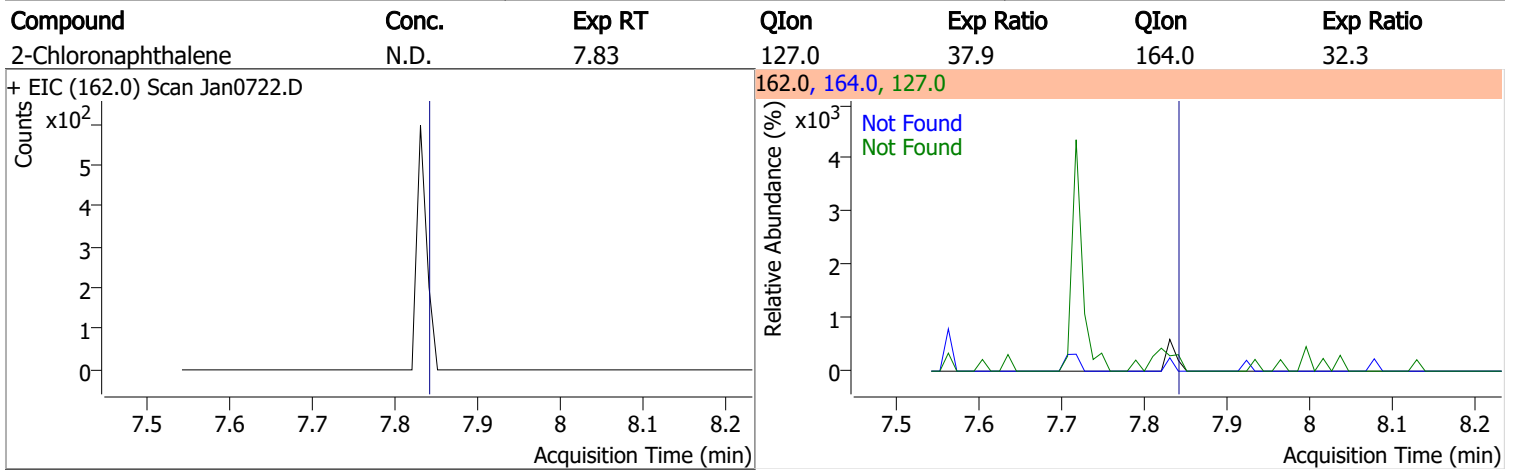 Compound Conc. Exp RT QIon Exp Ratio QIon Exp Ratio
2-Chloronaphthalene N.D. 7.83 127.0 37.9 164.0 32.3
+ EIC (162.0) Scan Jan0722.D
Counts
x10²
5
4
3
2
1
0
7.5 7.6 7.7 7.8 7.9 8 8.1 8.2
Acquisition Time (min)
162.0, 164.0, 127.0
Relative Abundance (%)
x10³
Not Found
Not Found
4
3
2
1
0
7.5 7.6 7.7 7.8 7.9 8 8.1 8.2
Acquisition Time (min)